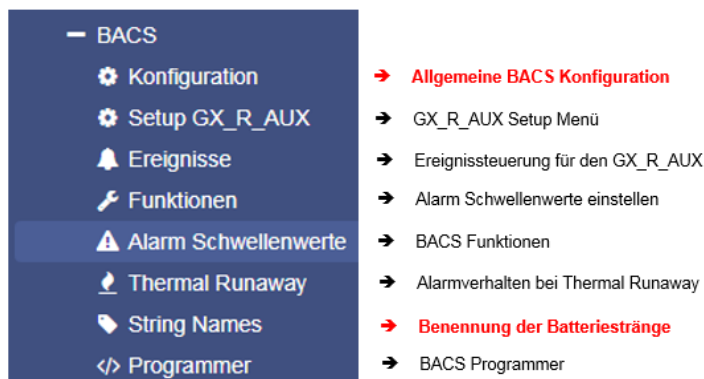 BACS
Konfiguration → Allgemeine BACS Konfiguration
Setup GX_R_AUX → GX_R_AUX Setup Menü
Ereignisse → Ereignissteuerung für den GX_R_AUX
Funktionen → Alarm Schwellenwerte einstellen
Alarm Schwellenwerte → BACS Funktionen
Thermal Runaway → Alarmverhalten bei Thermal Runaway
String Names → Benennung der Batteriestränge
Programmer → BACS Programmer